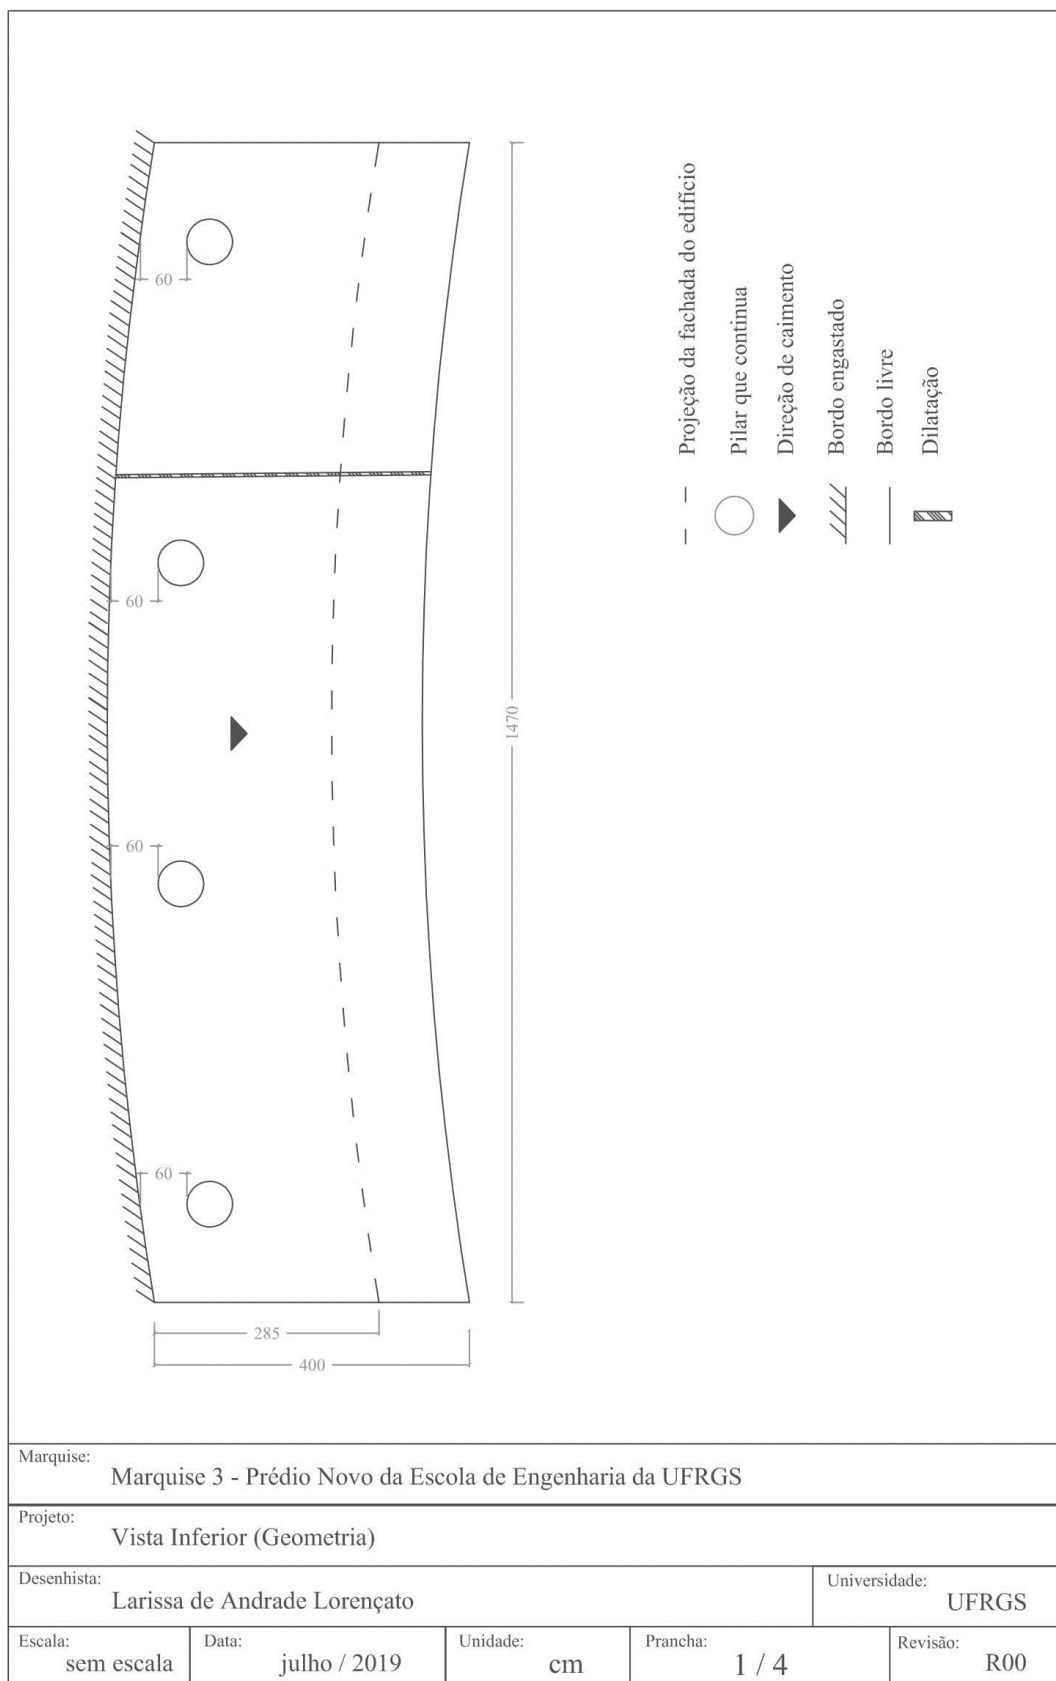 60
60
60
60
1470
285
400
Projeção da fachada do edifício
Pilar que continua
Direção de caimento
Bordo engastado
Bordo livre
Dilatação
Marquise:
Marquise 3 - Prédio Novo da Escola de Engenharia da UFRGS
Projeto:
Vista Inferior (Geometria)
Desenhista:
Larissa de Andrade Lorençato
Universidade:
UFRGS
Escala:
sem escala
Data:
julho / 2019
Unidade:
cm
Prancha:
1 / 4
Revisão:
R00